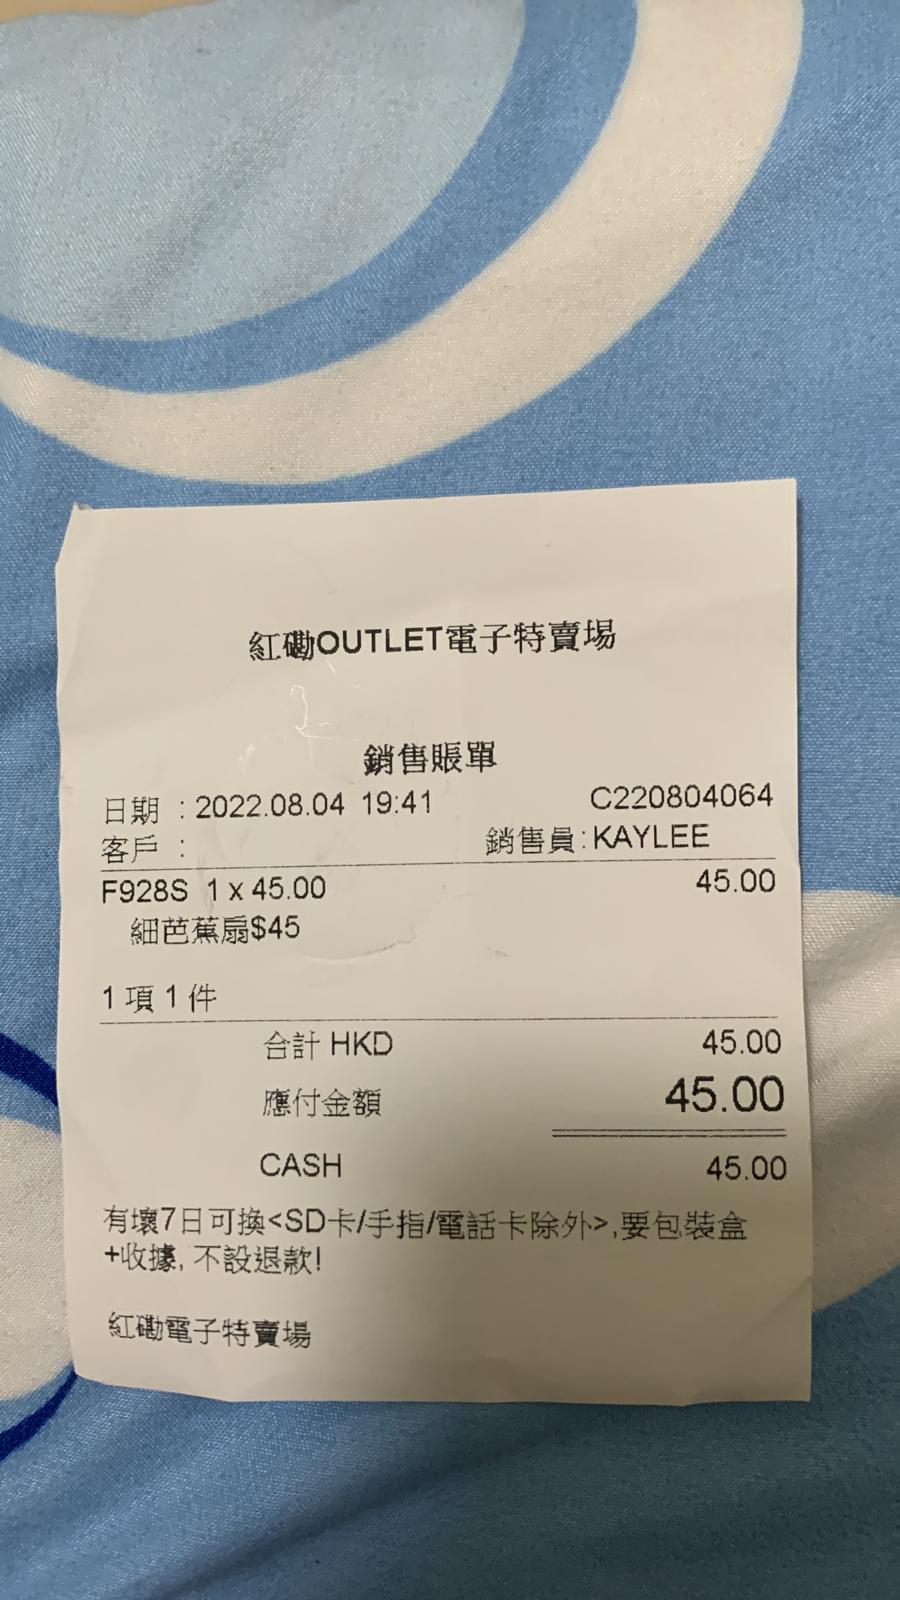 紅磡OUTLET電子特賣場
銷售賬單
日期 : 2022.08.04 19:41 C220804064
客戶 : 銷售員:KAYLEE
F928S 1 x 45.00 45.00
細芭蕉扇$45
1 項 1 件
合計 HKD 45.00
應付金額 45.00
CASH 45.00
有壞7日可換<SD卡/手指/電話卡除外>,要包裝盒
+收據, 不設退款!
紅磡電子特賣場